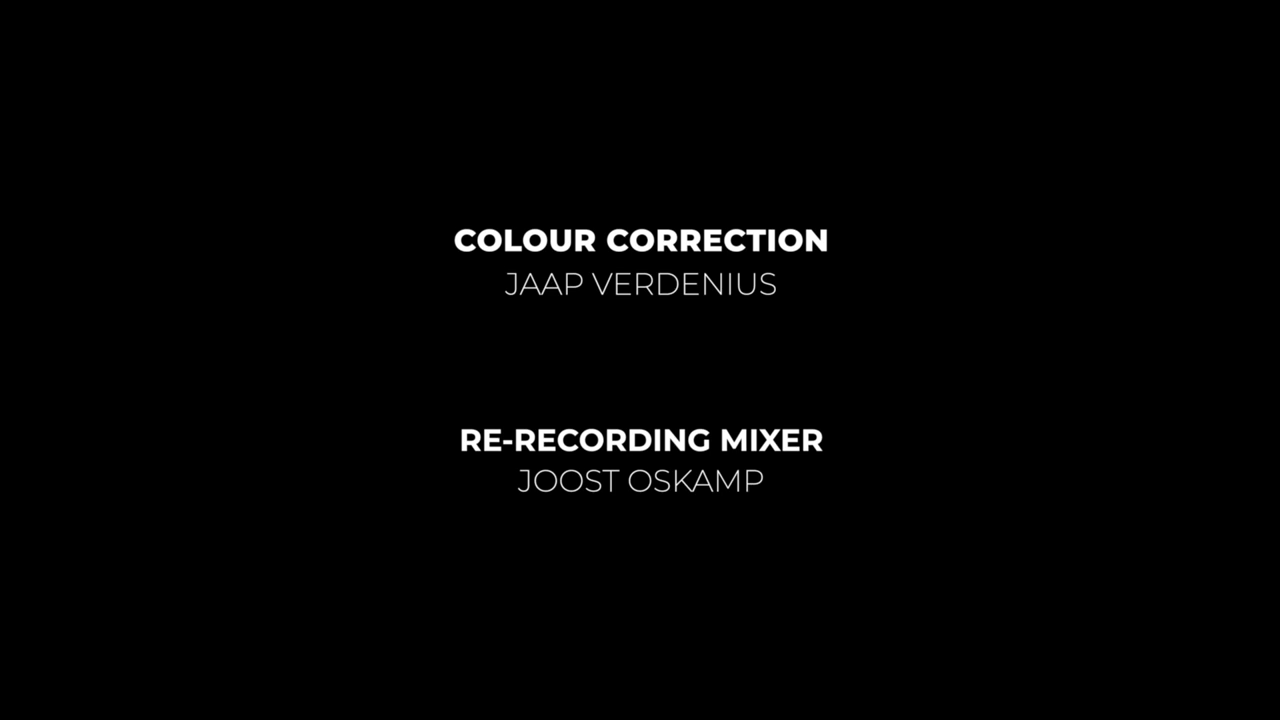 COLOUR CORRECTION
JAAP VERDENIUS
RE-RECORDING MIXER
JOOST OSKAMP